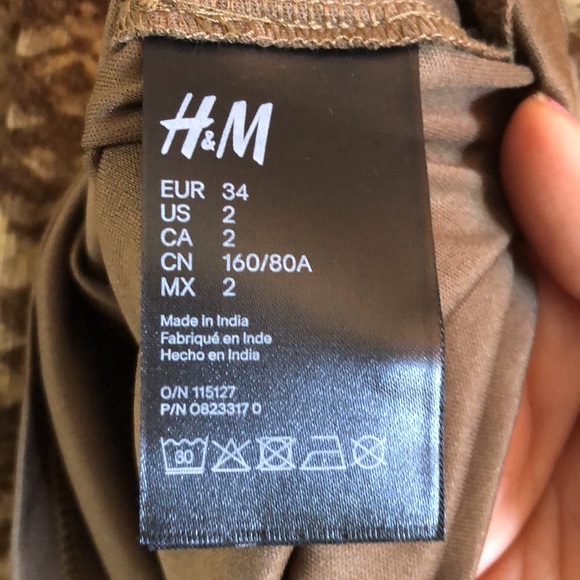 H&M
EUR 34
US 2
CA 2
CN 160/80A
MX 2
Made in India
Fabriqué en Inde
Hecho en India
O/N 115127
P/N 0823317 0
30